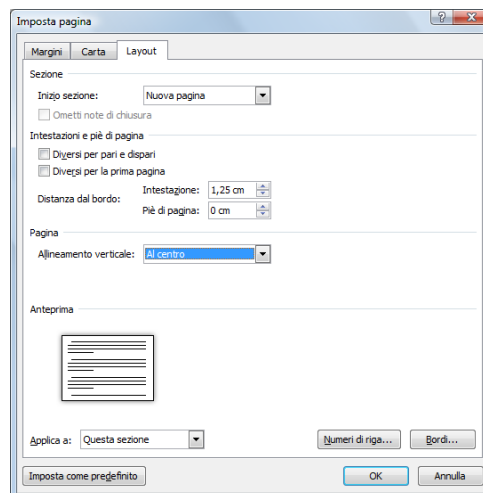 Imposta pagina
Margini Carta Layout
Sezione
Inizio sezione: Nuova pagina
Ometti note di chiusura
Intestazioni e piè di pagina
Diversi per pari e dispari
Diversi per la prima pagina
Distanza dal bordo: Intestazione: 1,25 cm
Piè di pagina: 0 cm
Pagina
Allineamento verticale: Al centro
Anteprima
Applica a: Questa sezione Numeri di riga... Bordi...
Imposta come predefinito OK Annulla